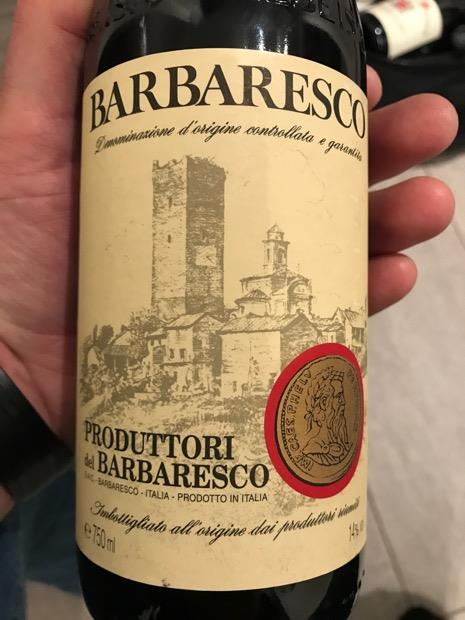 BARBARESCO
Denominazione d'origine controllata e garantita
PRODUTTORI
del BARBARESCO
S.A.C. - BARBARESCO - ITALIA - PRODOTTO IN ITALIA
Imbottigliato all'origine dai produttori riuniti
e 750 ml
14%